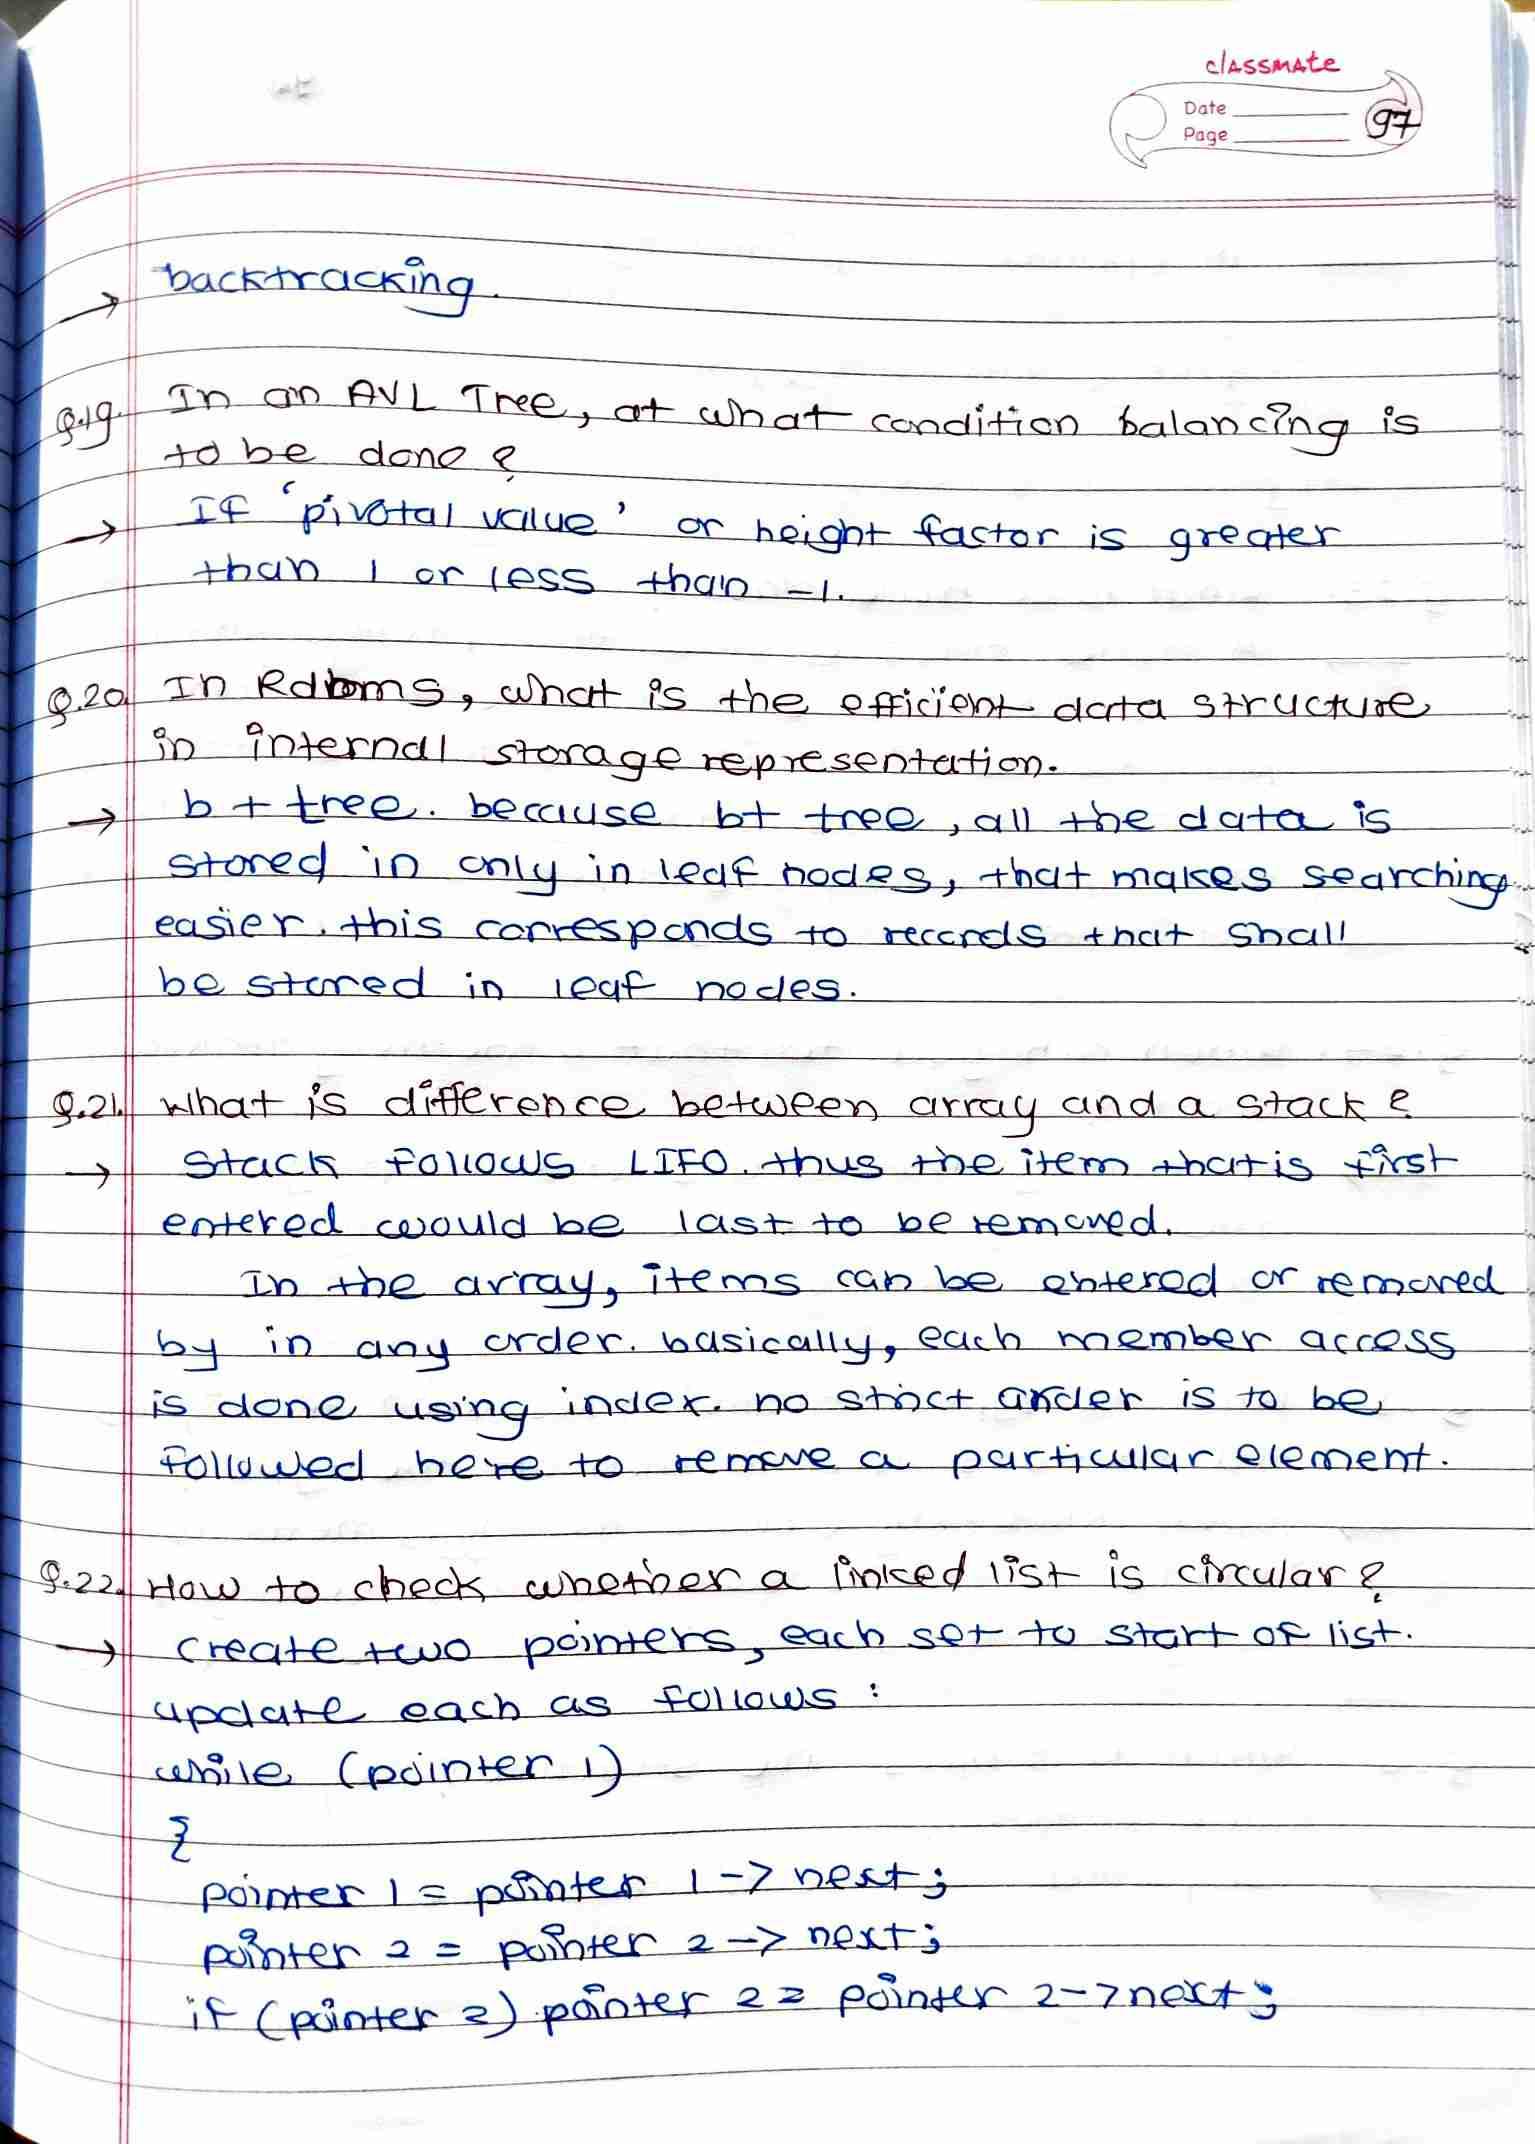 classmate
Date
Page
97
→ backtracking.
Q.19. In an AVL Tree, at what condition balancing is
to be done?
→ If 'pivotal value' or height factor is greater
than 1 or less than -1.
Q.20. In Rdbms, what is the efficient data structure
in internal storage representation.
→ b + tree. because b+ tree, all the data is
stored in only in leaf nodes, that makes searching
easier. this corresponds to records that shall
be stored in leaf nodes.
Q.21. What is difference between array and a stack?
→ Stack follows LIFO. thus the item that is first
entered would be last to be removed.
In the array, items can be entered or removed
by in any order. basically, each member access
is done using index. no strict order is to be
followed here to remove a particular element.
Q.22. How to check whether a linked list is circular?
→ create two pointers, each set to start of list.
update each as follows:
while (pointer 1)
{
pointer 1 = pointer 1 -> next;
pointer 2 = pointer 2 -> next;
if (pointer 2) pointer 2 = pointer 2 -> next;